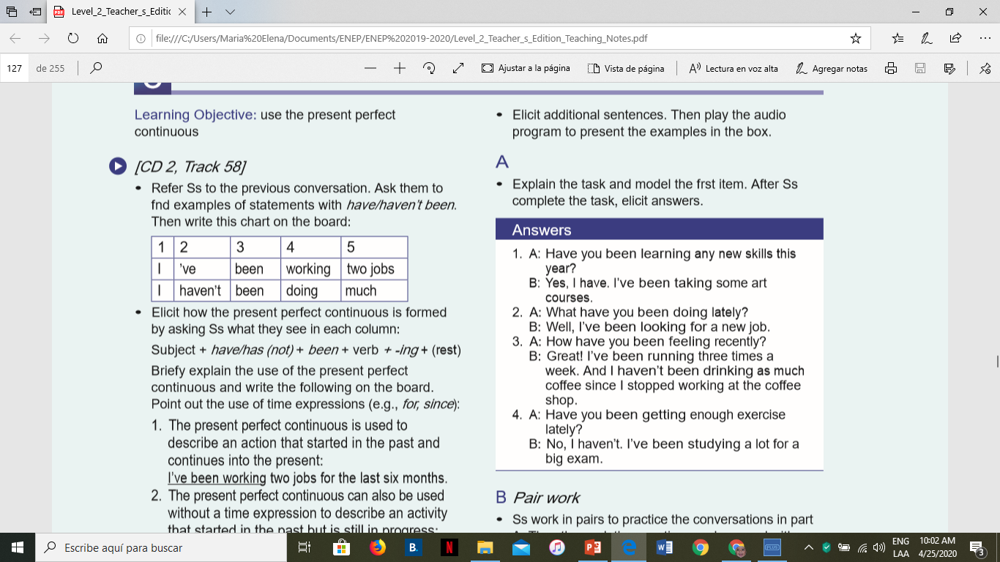 Level_2_Teacher_s_Editic
file:///C:/Users/Maria%20Elena/Documents/ENEP/ENEP%202019-2020/Level_2_Teacher_s_Edition_Teaching_Notes.pdf
127 de 255
Ajustar a la página
Vista de página
Lectura en voz alta
Agregar notas
Learning Objective: use the present perfect
continuous
[CD 2, Track 58]
• Refer Ss to the previous conversation. Ask them to
fnd examples of statements with have/haven't been.
Then write this chart on the board:
1 2 3 4 5
I 've been working two jobs
I haven't been doing much
• Elicit how the present perfect continuous is formed
by asking Ss what they see in each column:
Subject + have/has (not) + been + verb + -ing + (rest)
Briefy explain the use of the present perfect
continuous and write the following on the board.
Point out the use of time expressions (e.g., for, since):
1. The present perfect continuous is used to
describe an action that started in the past and
continues into the present:
I've been working two jobs for the last six months.
2. The present perfect continuous can also be used
without a time expression to describe an activity
that started in the past but is still in progress:
• Elicit additional sentences. Then play the audio
program to present the examples in the box.
A
• Explain the task and model the frst item. After Ss
complete the task, elicit answers.
Answers
1. A: Have you been learning any new skills this
year?
B: Yes, I have. I've been taking some art
courses.
2. A: What have you been doing lately?
B: Well, I've been looking for a new job.
3. A: How have you been feeling recently?
B: Great! I've been running three times a
week. And I haven't been drinking as much
coffee since I stopped working at the coffee
shop.
4. A: Have you been getting enough exercise
lately?
B: No, I haven't. I've been studying a lot for a
big exam.
B Pair work
• Ss work in pairs to practice the conversations in part
Escribe aquí para buscar
B.
N
PLUS
ENG
LAA
10:02 AM
4/25/2020
3